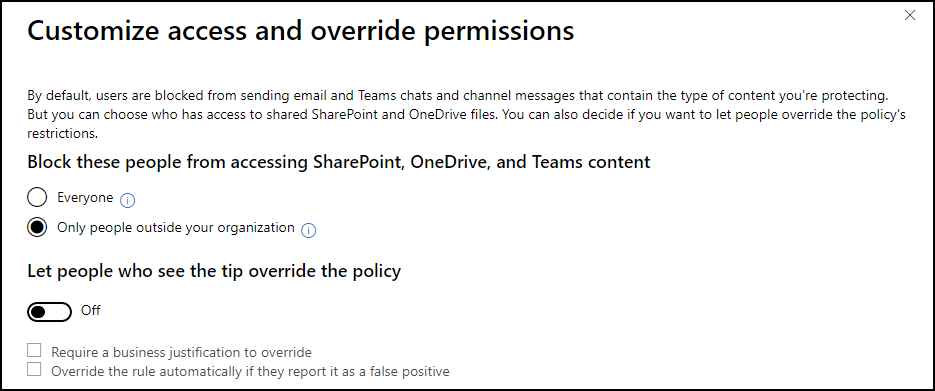 Customize access and override permissions
By default, users are blocked from sending email and Teams chats and channel messages that contain the type of content you're protecting.
But you can choose who has access to shared SharePoint and OneDrive files. You can also decide if you want to let people override the policy's
restrictions.
Block these people from accessing SharePoint, OneDrive, and Teams content
Everyone
Only people outside your organization
Let people who see the tip override the policy
Off
Require a business justification to override
Override the rule automatically if they report it as a false positive